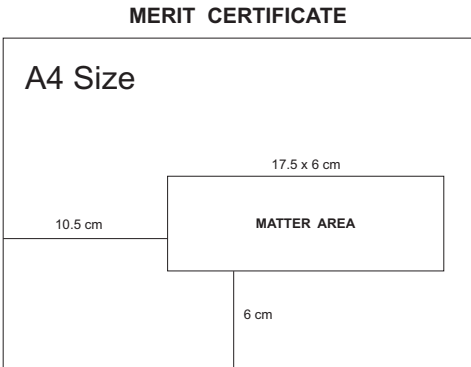 MERIT CERTIFICATE
A4 Size
17.5 x 6 cm
10.5 cm
MATTER AREA
6 cm